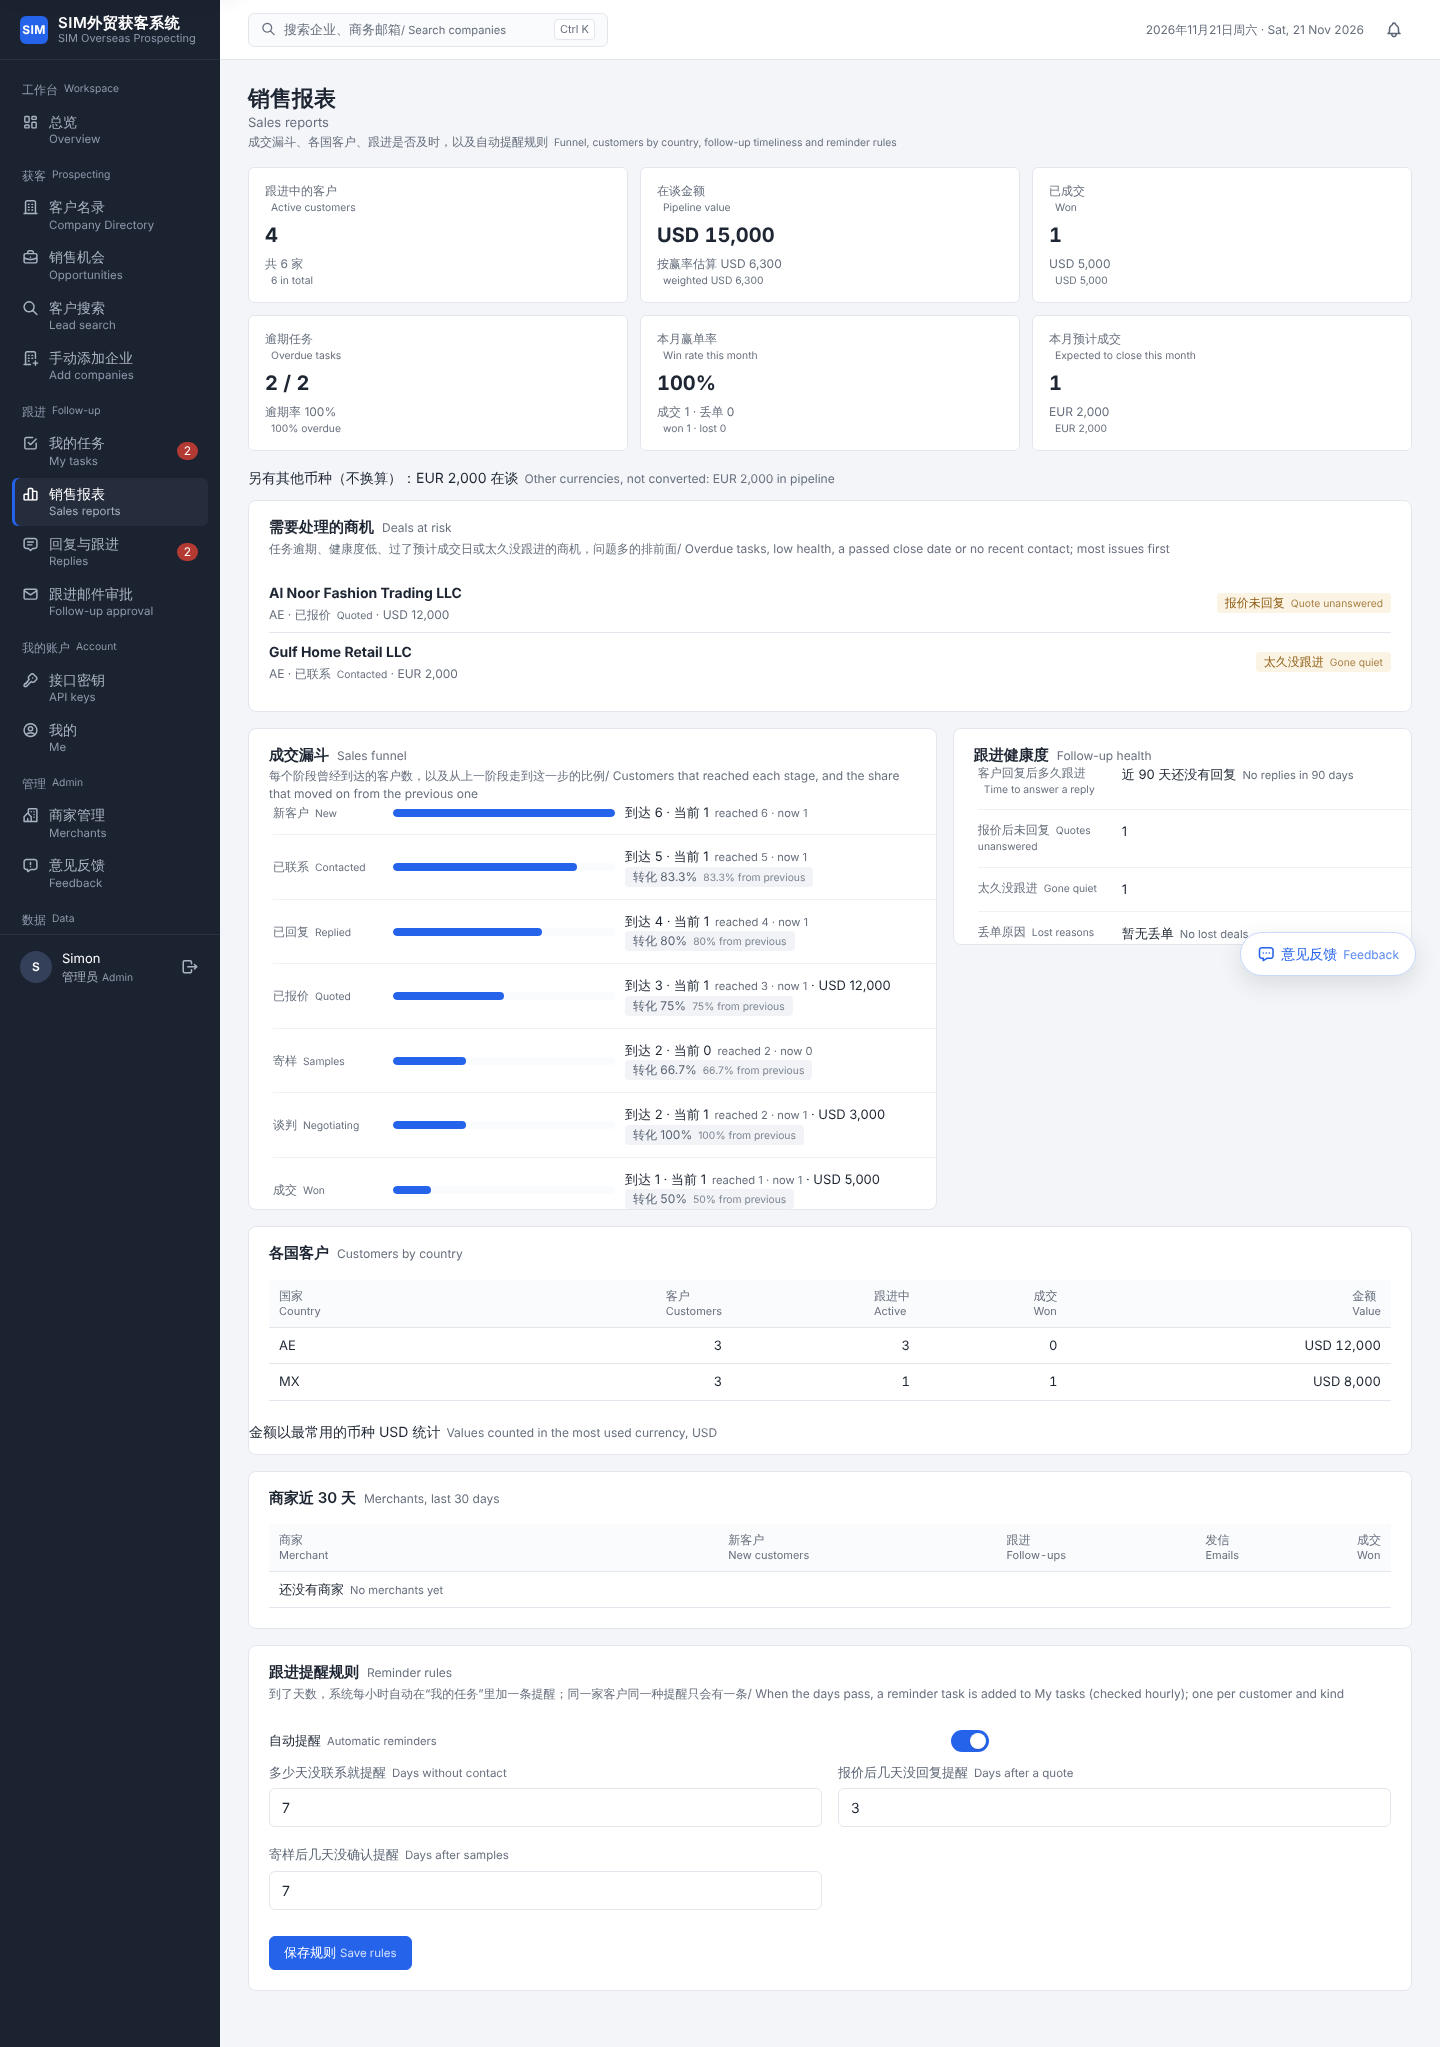 SIM
SIM外贸获客系统
SIM Overseas Prospecting
搜索企业、商务邮箱/ Search companies
Ctrl K
2026年11月21日周六 · Sat, 21 Nov 2026
工作台 Workspace
总览
Overview
获客 Prospecting
客户名录
Company Directory
销售机会
Opportunities
客户搜索
Lead search
手动添加企业
Add companies
跟进 Follow-up
我的任务
My tasks
2
销售报表
Sales reports
回复与跟进
Replies
2
跟进邮件审批
Follow-up approval
我的账户 Account
接口密钥
API keys
我的
Me
管理 Admin
商家管理
Merchants
意见反馈
Feedback
数据 Data
S
Simon
管理员 Admin
销售报表
Sales reports
成交漏斗、各国客户、跟进是否及时，以及自动提醒规则 Funnel, customers by country, follow-up timeliness and reminder rules
跟进中的客户
Active customers
4
共 6 家
6 in total
在谈金额
Pipeline value
USD 15,000
按赢率估算 USD 6,300
weighted USD 6,300
已成交
Won
1
USD 5,000
USD 5,000
逾期任务
Overdue tasks
2 / 2
逾期率 100%
100% overdue
本月赢单率
Win rate this month
100%
成交 1 · 丢单 0
won 1 · lost 0
本月预计成交
Expected to close this month
1
EUR 2,000
EUR 2,000
另有其他币种（不换算）：EUR 2,000 在谈 Other currencies, not converted: EUR 2,000 in pipeline
需要处理的商机 Deals at risk
任务逾期、健康度低、过了预计成交日或太久没跟进的商机，问题多的排前面/ Overdue tasks, low health, a passed close date or no recent contact; most issues first
Al Noor Fashion Trading LLC
AE · 已报价 Quoted · USD 12,000
报价未回复 Quote unanswered
Gulf Home Retail LLC
AE · 已联系 Contacted · EUR 2,000
太久没跟进 Gone quiet
成交漏斗 Sales funnel
每个阶段曾经到达的客户数，以及从上一阶段走到这一步的比例/ Customers that reached each stage, and the share
that moved on from the previous one
新客户 New
到达 6 · 当前 1 reached 6 · now 1
已联系 Contacted
到达 5 · 当前 1 reached 5 · now 1
转化 83.3% 83.3% from previous
已回复 Replied
到达 4 · 当前 1 reached 4 · now 1
转化 80% 80% from previous
已报价 Quoted
到达 3 · 当前 1 reached 3 · now 1 · USD 12,000
转化 75% 75% from previous
寄样 Samples
到达 2 · 当前 0 reached 2 · now 0
转化 66.7% 66.7% from previous
谈判 Negotiating
到达 2 · 当前 1 reached 2 · now 1 · USD 3,000
转化 100% 100% from previous
成交 Won
到达 1 · 当前 1 reached 1 · now 1 · USD 5,000
转化 50% 50% from previous
跟进健康度 Follow-up health
客户回复后多久跟进
Time to answer a reply
近 90 天还没有回复 No replies in 90 days
报价后未回复 Quotes
unanswered
1
太久没跟进 Gone quiet
1
丢单原因 Lost reasons
暂无丢单 No lost deals
意见反馈 Feedback
各国客户 Customers by country
国家
Country
客户
Customers
跟进中
Active
成交
Won
金额
Value
AE 3 3 0 USD 12,000
MX 3 1 1 USD 8,000
金额以最常用的币种 USD 统计 Values counted in the most used currency, USD
商家近 30 天 Merchants, last 30 days
商家
Merchant
新客户
New customers
跟进
Follow-ups
发信
Emails
成交
Won
还没有商家 No merchants yet
跟进提醒规则 Reminder rules
到了天数，系统每小时自动在“我的任务”里加一条提醒；同一家客户同一种提醒只会有一条/ When the days pass, a reminder task is added to My tasks (checked hourly); one per customer and kind
自动提醒 Automatic reminders
多少天没联系就提醒 Days without contact
7
报价后几天没回复提醒 Days after a quote
3
寄样后几天没确认提醒 Days after samples
7
保存规则 Save rules